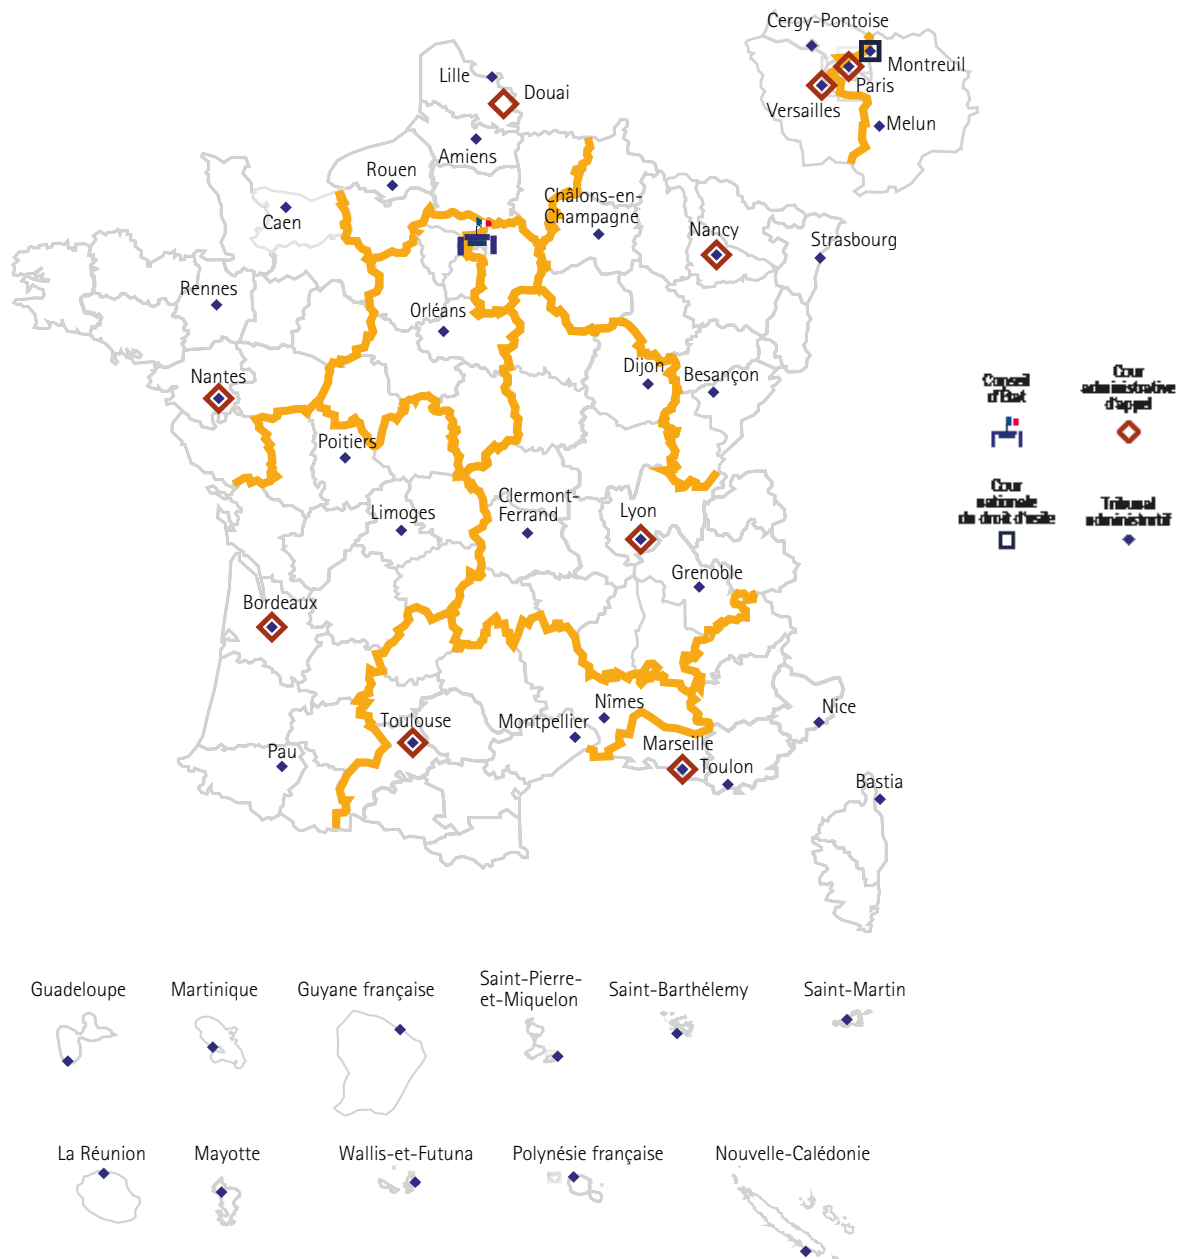 Cergy-Pontoise
Montreuil
Paris
Versailles
Melun
Lille
Douai
Amiens
Rouen
Caen
Châlons-en-
Champagne
Nancy
Strasbourg
Rennes
Orléans
Nantes
Dijon
Besançon
Poitiers
Limoges
Clermont-
Ferrand
Lyon
Grenoble
Bordeaux
Nîmes
Montpellier
Toulouse
Pau
Marseille
Toulon
Nice
Bastia
Conseil
d'État
Cour
administrative
d'appel
Cour
nationale
du droit d'asile
Tribunal
administratif
Guadeloupe
Martinique
Guyane française
Saint-Pierre-
et-Miquelon
Saint-Barthélemy
Saint-Martin
La Réunion
Mayotte
Wallis-et-Futuna
Polynésie française
Nouvelle-Calédonie